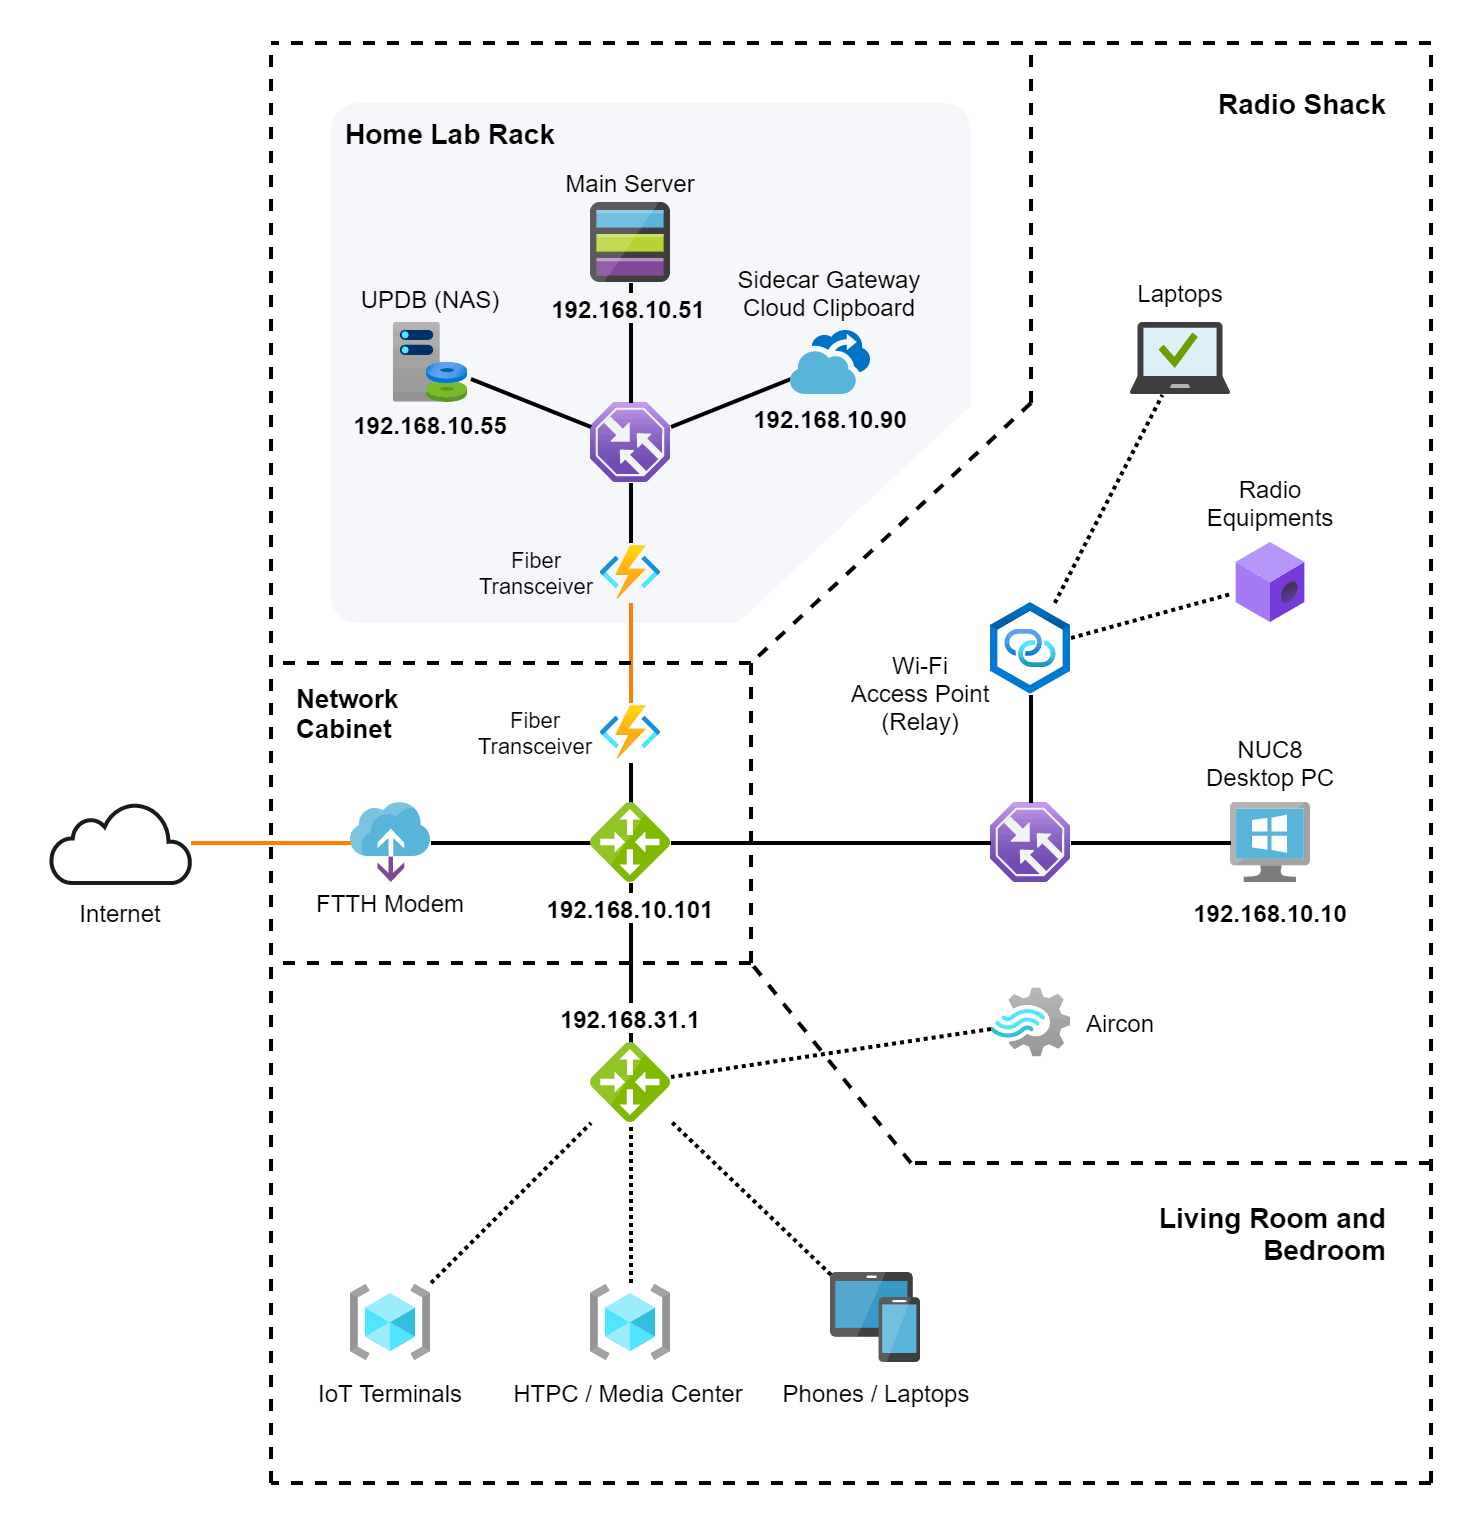 Radio Shack
Home Lab Rack
Main Server
192.168.10.51
UPDB (NAS)
192.168.10.55
Sidecar Gateway
Cloud Clipboard
192.168.10.90
Laptops
Radio
Equipments
Fiber
Transceiver
Wi-Fi
Access Point
(Relay)
Network
Cabinet
Fiber
Transceiver
NUC8
Desktop PC
192.168.10.10
Internet
FTTH Modem
192.168.10.101
192.168.31.1
Aircon
Living Room and
Bedroom
IoT Terminals
HTPC / Media Center
Phones / Laptops